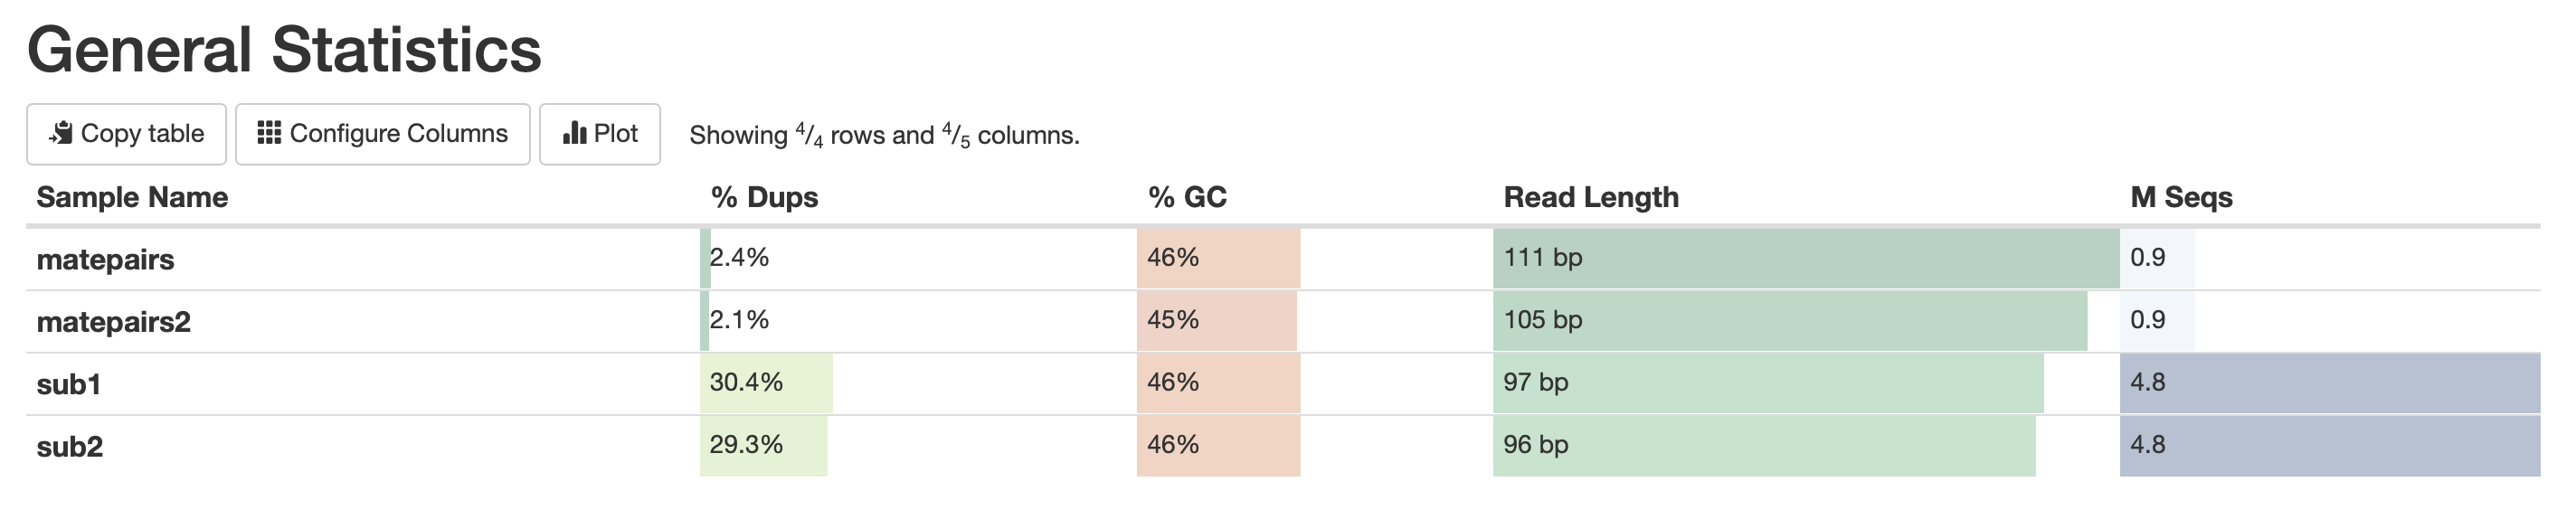 General Statistics
Copy table Configure Columns Plot Showing 4/4 rows and 4/5 columns.
Sample Name % Dups % GC Read Length M Seqs
matepairs 2.4% 46% 111 bp 0.9
matepairs2 2.1% 45% 105 bp 0.9
sub1 30.4% 46% 97 bp 4.8
sub2 29.3% 46% 96 bp 4.8